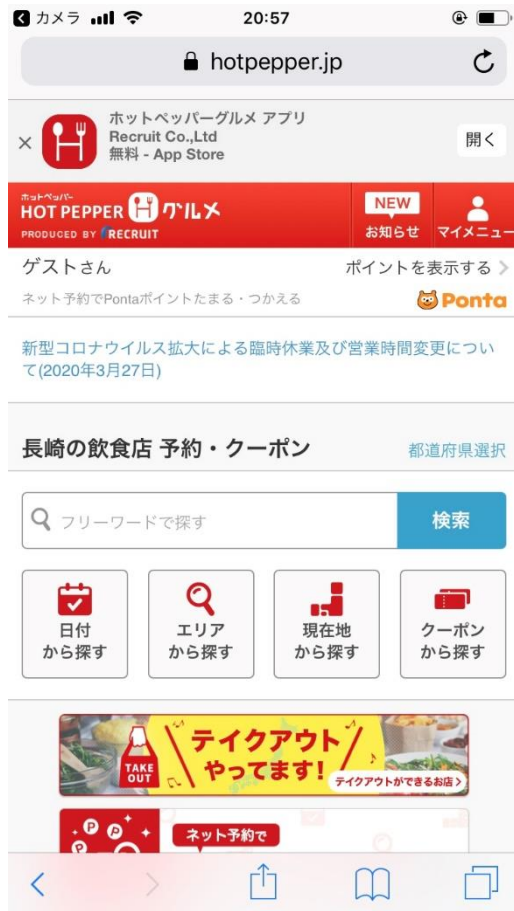 カメラ
20:57
hotpepper.jp
ホットペッパーグルメ アプリ
Recruit Co.,Ltd
無料 - App Store
開く
ホットペッパー
HOT PEPPER グルメ
PRODUCED BY RECRUIT
NEW
お知らせ
マイメニュー
ゲストさん
ポイントを表示する
ネット予約でPontaポイントたまる・つかえる
Ponta
新型コロナウイルス拡大による臨時休業及び営業時間変更につい
て(2020年3月27日)
長崎の飲食店 予約・クーポン
都道府県選択
フリーワードで探す
検索
日付
から探す
エリア
から探す
現在地
から探す
クーポン
から探す
TAKE
OUT
テイクアウト
やってます!
テイクアウトができるお店
P P
P
ネット予約で